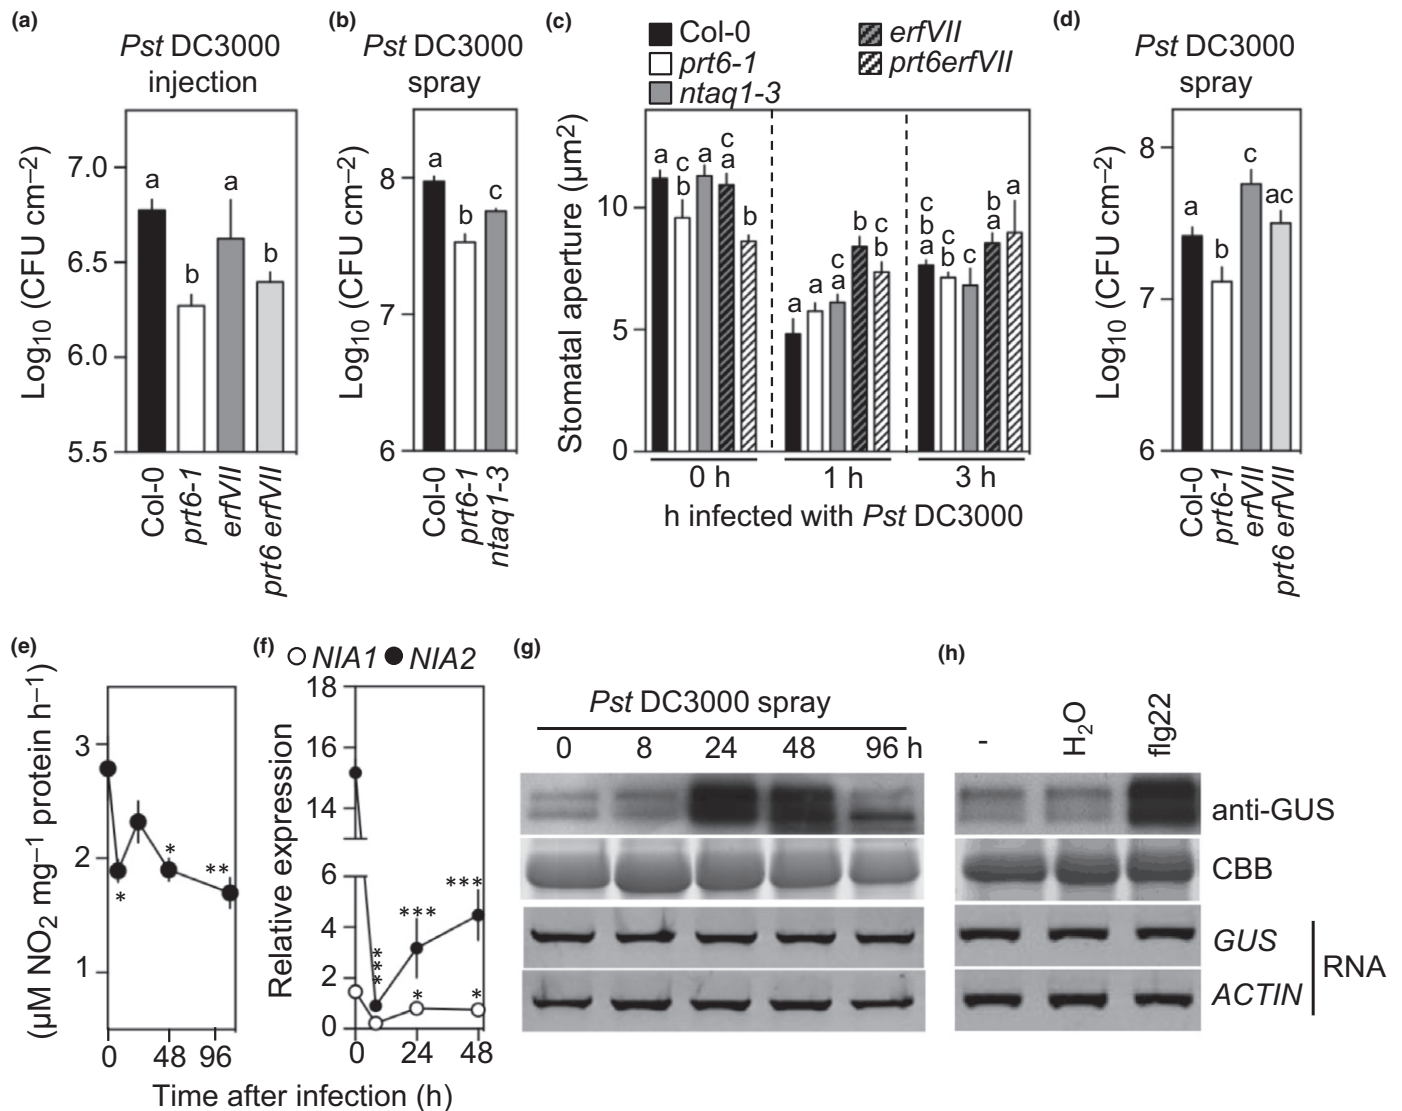 (a)
Pst DC3000
injection
Log10 (CFU cm–2)
7.0
6.5
6.0
5.5
a
b
a
b
Col-0
prt6-1
erfVII
prt6 erfVII
(b)
Pst DC3000
spray
Log10 (CFU cm–2)
8
7
6
a
b
c
Col-0
prt6-1
ntaq1-3
(c)
Col-0
prt6-1
ntaq1-3
erfVII
prt6erfVII
Stomatal aperture (µm2)
10
5
0
a
c
b
a
c
a
b
a
a
c
a
b
c
b
c
b
a
c
b
c
b
a
a
0 h
1 h
3 h
h infected with Pst DC3000
(d)
Pst DC3000
spray
Log10 (CFU cm–2)
8
7
6
a
b
c
ac
Col-0
prt6-1
erfVII
prt6 erfVII
(e)
(µM NO2 mg–1 protein h–1)
3
2
1
*
*
**
0 48 96
(f)
NIA1 NIA2
Relative expression
18
16
14
6
4
2
0
***
***
***
*
*
0 24 48
Time after infection (h)
(g)
Pst DC3000 spray
0 8 24 48 96 h
(h)
-
H2O
flg22
anti-GUS
CBB
GUS
ACTIN
RNA